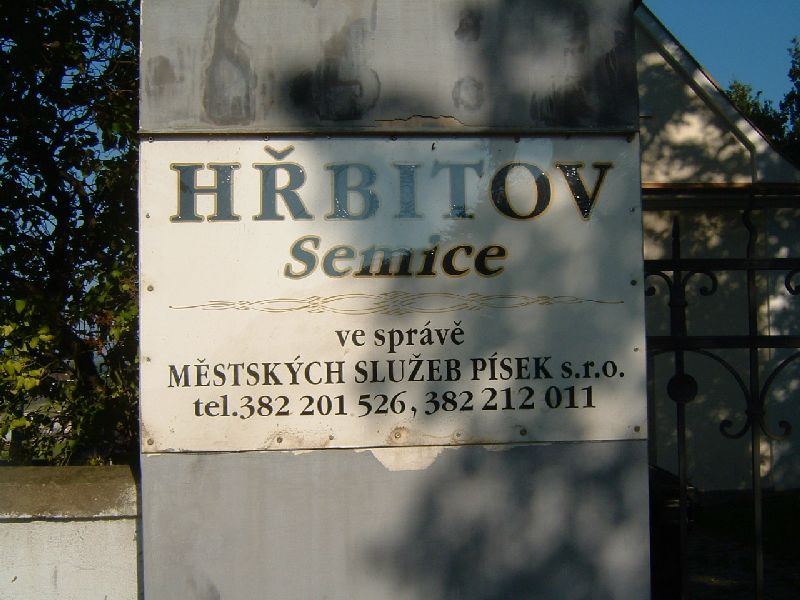 HŘBITOV
Semice
ve správě
MĚSTSKÝCH SLUŽEB PÍSEK s.r.o.
tel.382 201 526, 382 212 011